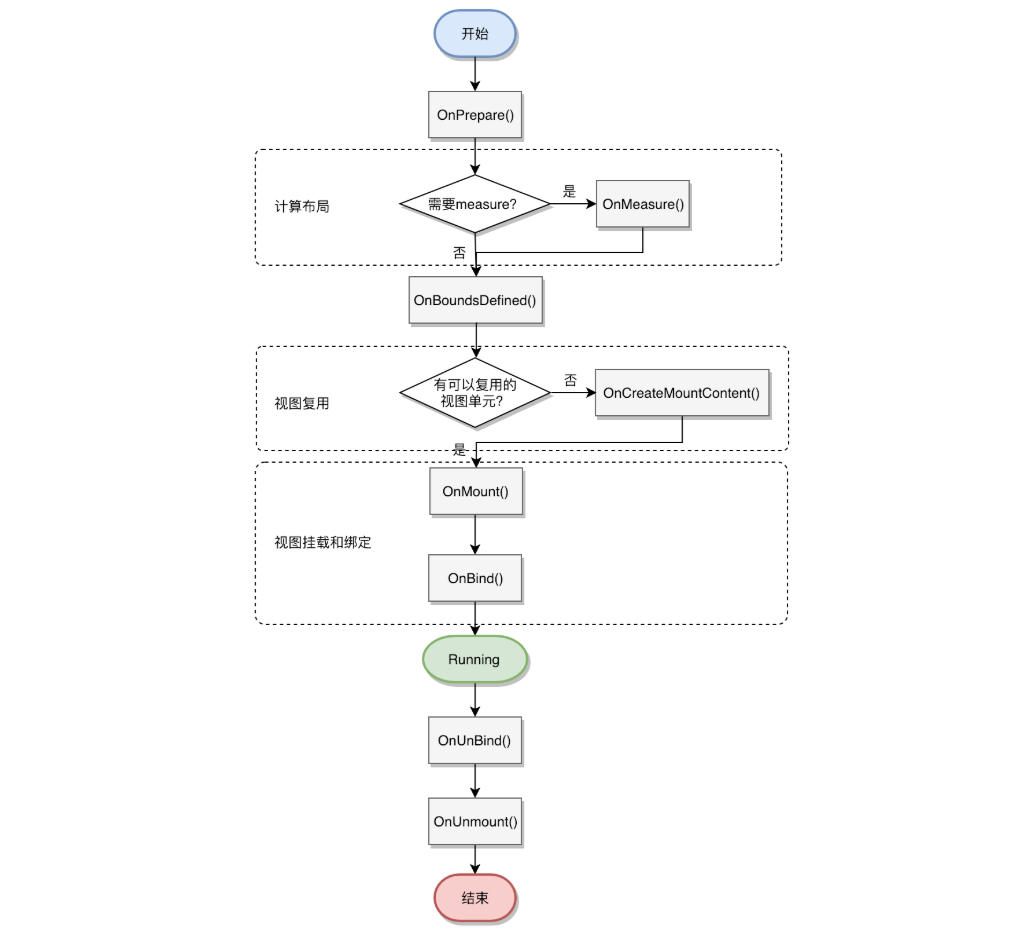 开始
OnPrepare()
计算布局
需要measure?
是
OnMeasure()
否
OnBoundsDefined()
视图复用
有可以复用的
视图单元?
否
OnCreateMountContent()
是
OnMount()
视图挂载和绑定
OnBind()
Running
OnUnBind()
OnUnmount()
结束